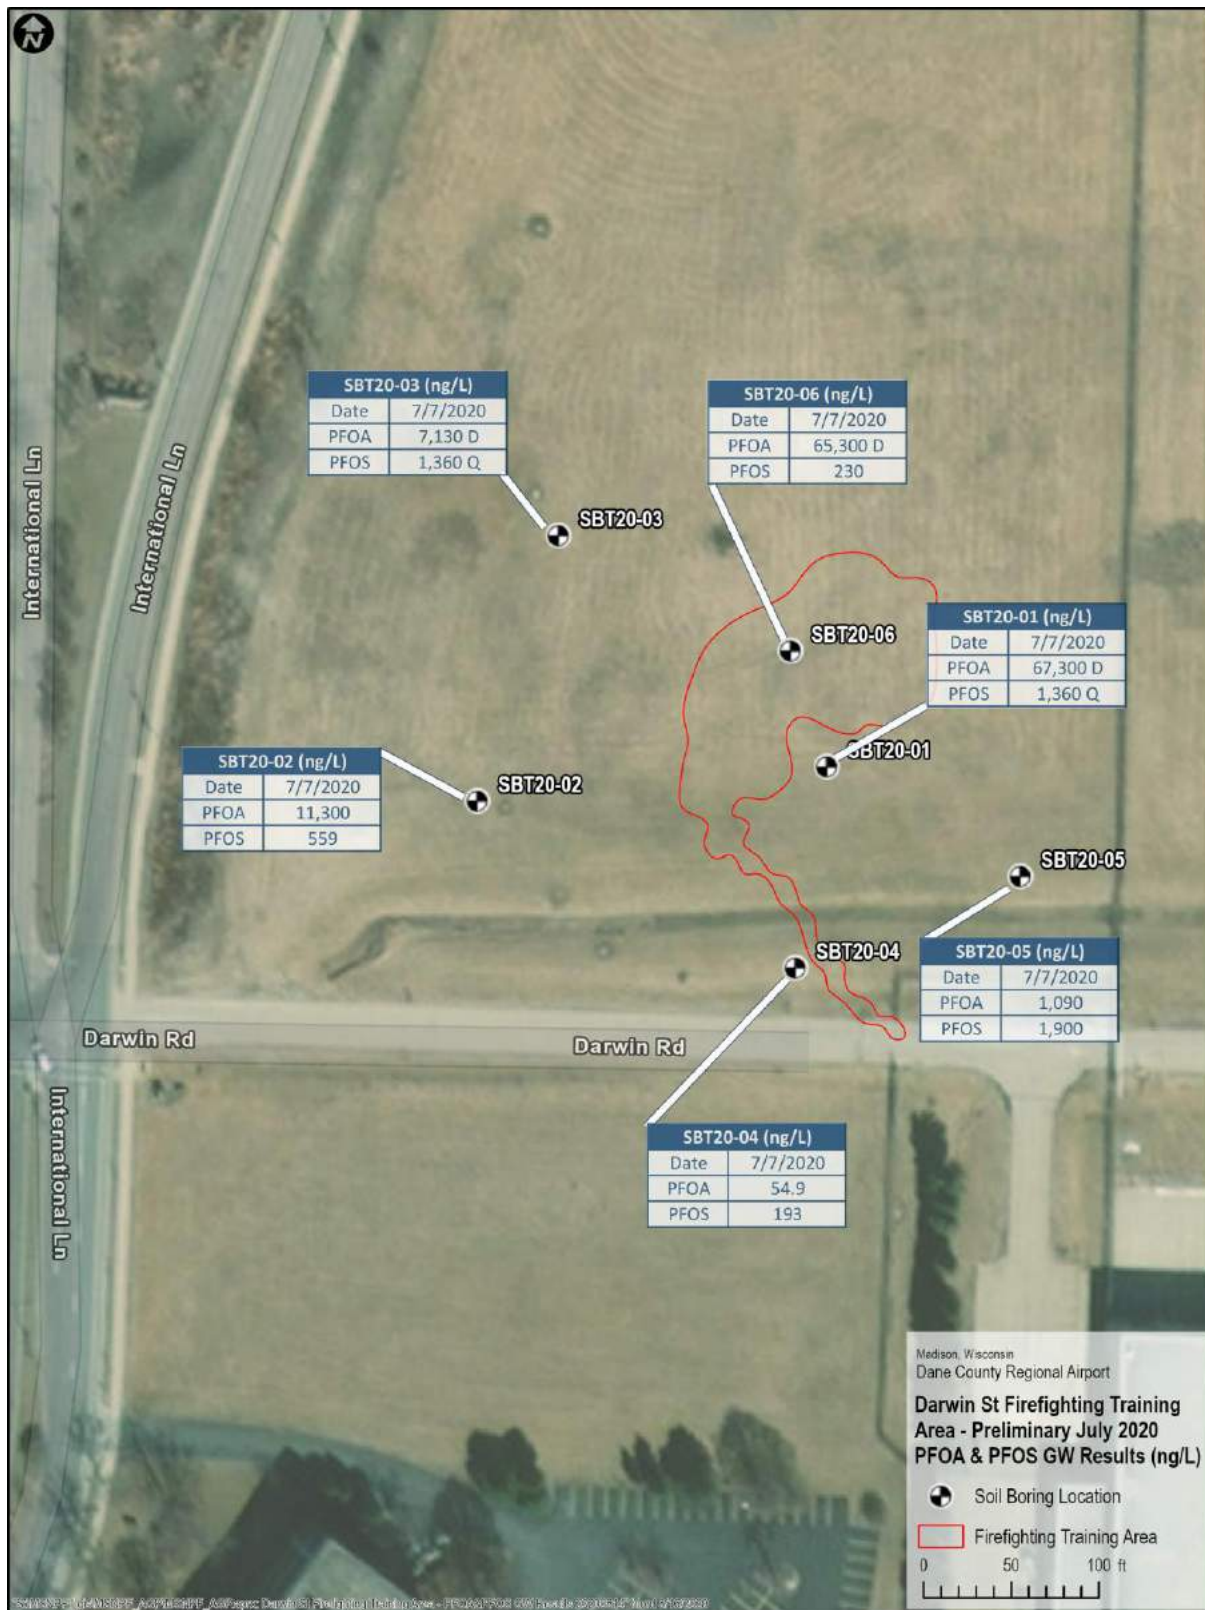 N
SBT20-03 (ng/L)
Date 7/7/2020
PFOA 7,130 D
PFOS 1,360 Q
SBT20-06 (ng/L)
Date 7/7/2020
PFOA 65,300 D
PFOS 230
International Ln
International Ln
SBT20-03
SBT20-06
SBT20-01 (ng/L)
Date 7/7/2020
PFOA 67,300 D
PFOS 1,360 Q
SBT20-01
SBT20-02 (ng/L)
Date 7/7/2020
PFOA 11,300
PFOS 559
SBT20-02
SBT20-05
SBT20-04
SBT20-05 (ng/L)
Date 7/7/2020
PFOA 1,090
PFOS 1,900
Darwin Rd
Darwin Rd
International Ln
SBT20-04 (ng/L)
Date 7/7/2020
PFOA 54.9
PFOS 193
Madison, Wisconsin
Dane County Regional Airport
Darwin St Firefighting Training
Area - Preliminary July 2020
PFOA & PFOS GW Results (ng/L)
Soil Boring Location
Firefighting Training Area
0 50 100 ft